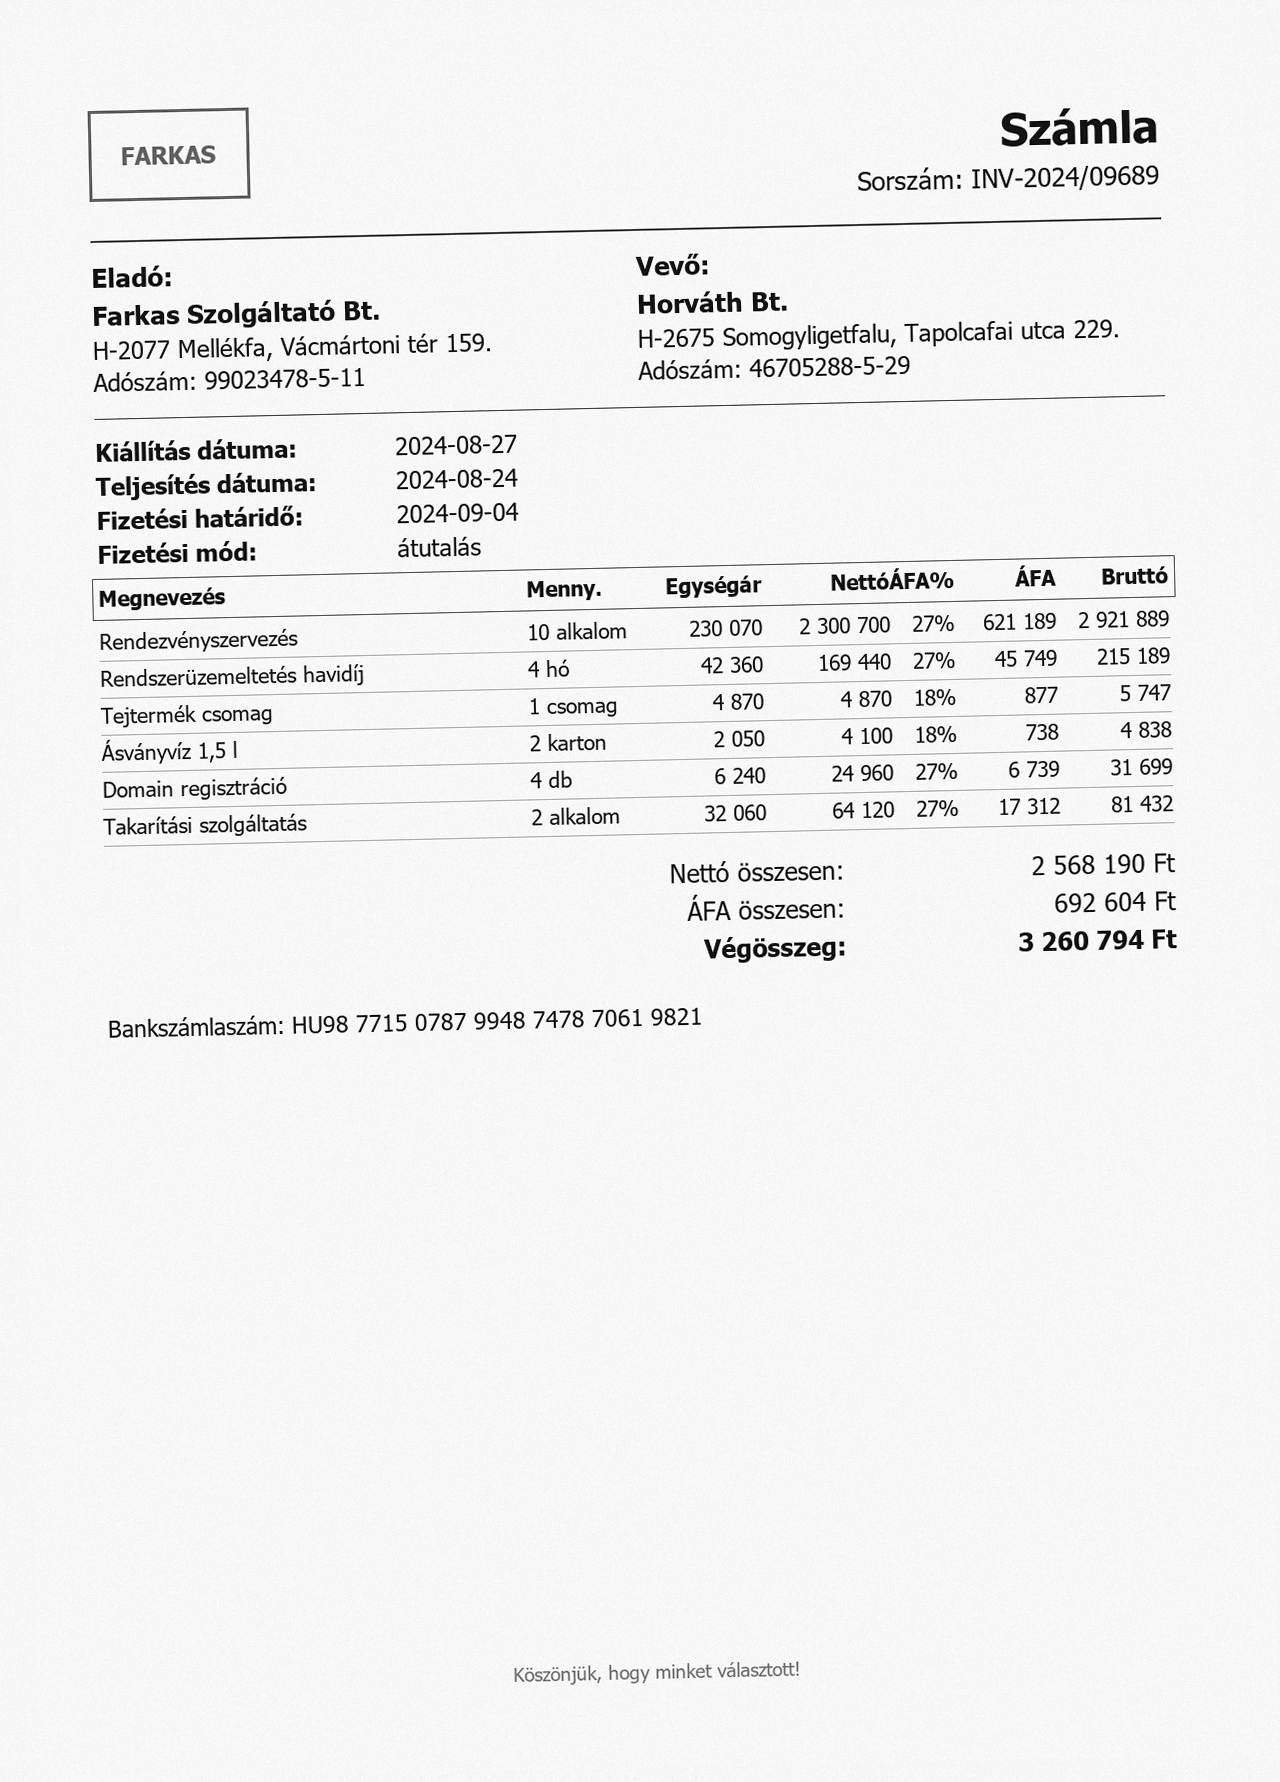 FARKAS
Számla
Sorszám: INV-2024/09689
Eladó:
Farkas Szolgáltató Bt.
H-2077 Mellékfa, Vácmártoni tér 159.
Adószám: 99023478-5-11
Vevő:
Horváth Bt.
H-2675 Somogyligetfalu, Tapolcafai utca 229.
Adószám: 46705288-5-29
Kiállítás dátuma: 2024-08-27
Teljesítés dátuma: 2024-08-24
Fizetési határidő: 2024-09-04
Fizetési mód: átutalás
Megnevezés Menny. Egységár Nettó ÁFA% ÁFA Bruttó
Rendezvényszervezés 10 alkalom 230 070 2 300 700 27% 621 189 2 921 889
Rendszerüzemeltetés havidíj 4 hó 42 360 169 440 27% 45 749 215 189
Tejtermék csomag 1 csomag 4 870 4 870 18% 877 5 747
Ásványvíz 1,5 l 2 karton 2 050 4 100 18% 738 4 838
Domain regisztráció 4 db 6 240 24 960 27% 6 739 31 699
Takarítási szolgáltatás 2 alkalom 32 060 64 120 27% 17 312 81 432
Nettó összesen: 2 568 190 Ft
ÁFA összesen: 692 604 Ft
Végösszeg: 3 260 794 Ft
Bankszámlaszám: HU98 7715 0787 9948 7478 7061 9821
Köszönjük, hogy minket választott!